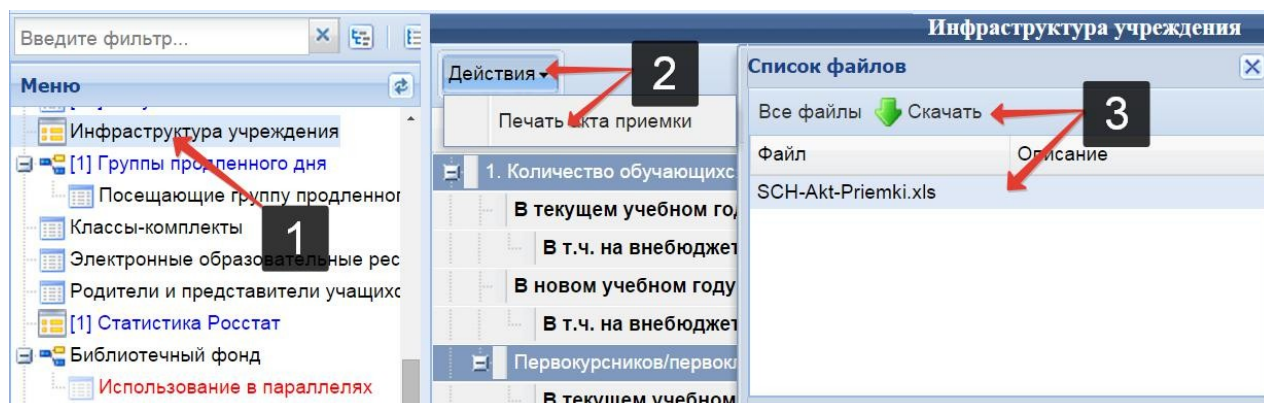 Введите фильтр...
Меню
Инфраструктура учреждения
[1] Группы продленного дня
Посещающие группу продленног
Классы-комплекты
Электронные образовательные рес
Родители и представители учащихс
[1] Статистика Росстат
Библиотечный фонд
Использование в параллелях
1
Инфраструктура учреждения
Действия
2
Печать акта приемки
1. Количество обучающихс
В текущем учебном го
В т.ч. на внебюджет
В новом учебном году
В т.ч. на внебюджет
Первокурсников/первок
В текущем учебном
Список файлов
Все файлы Скачать
3
Файл Описание
SCH-Akt-Priemki.xls